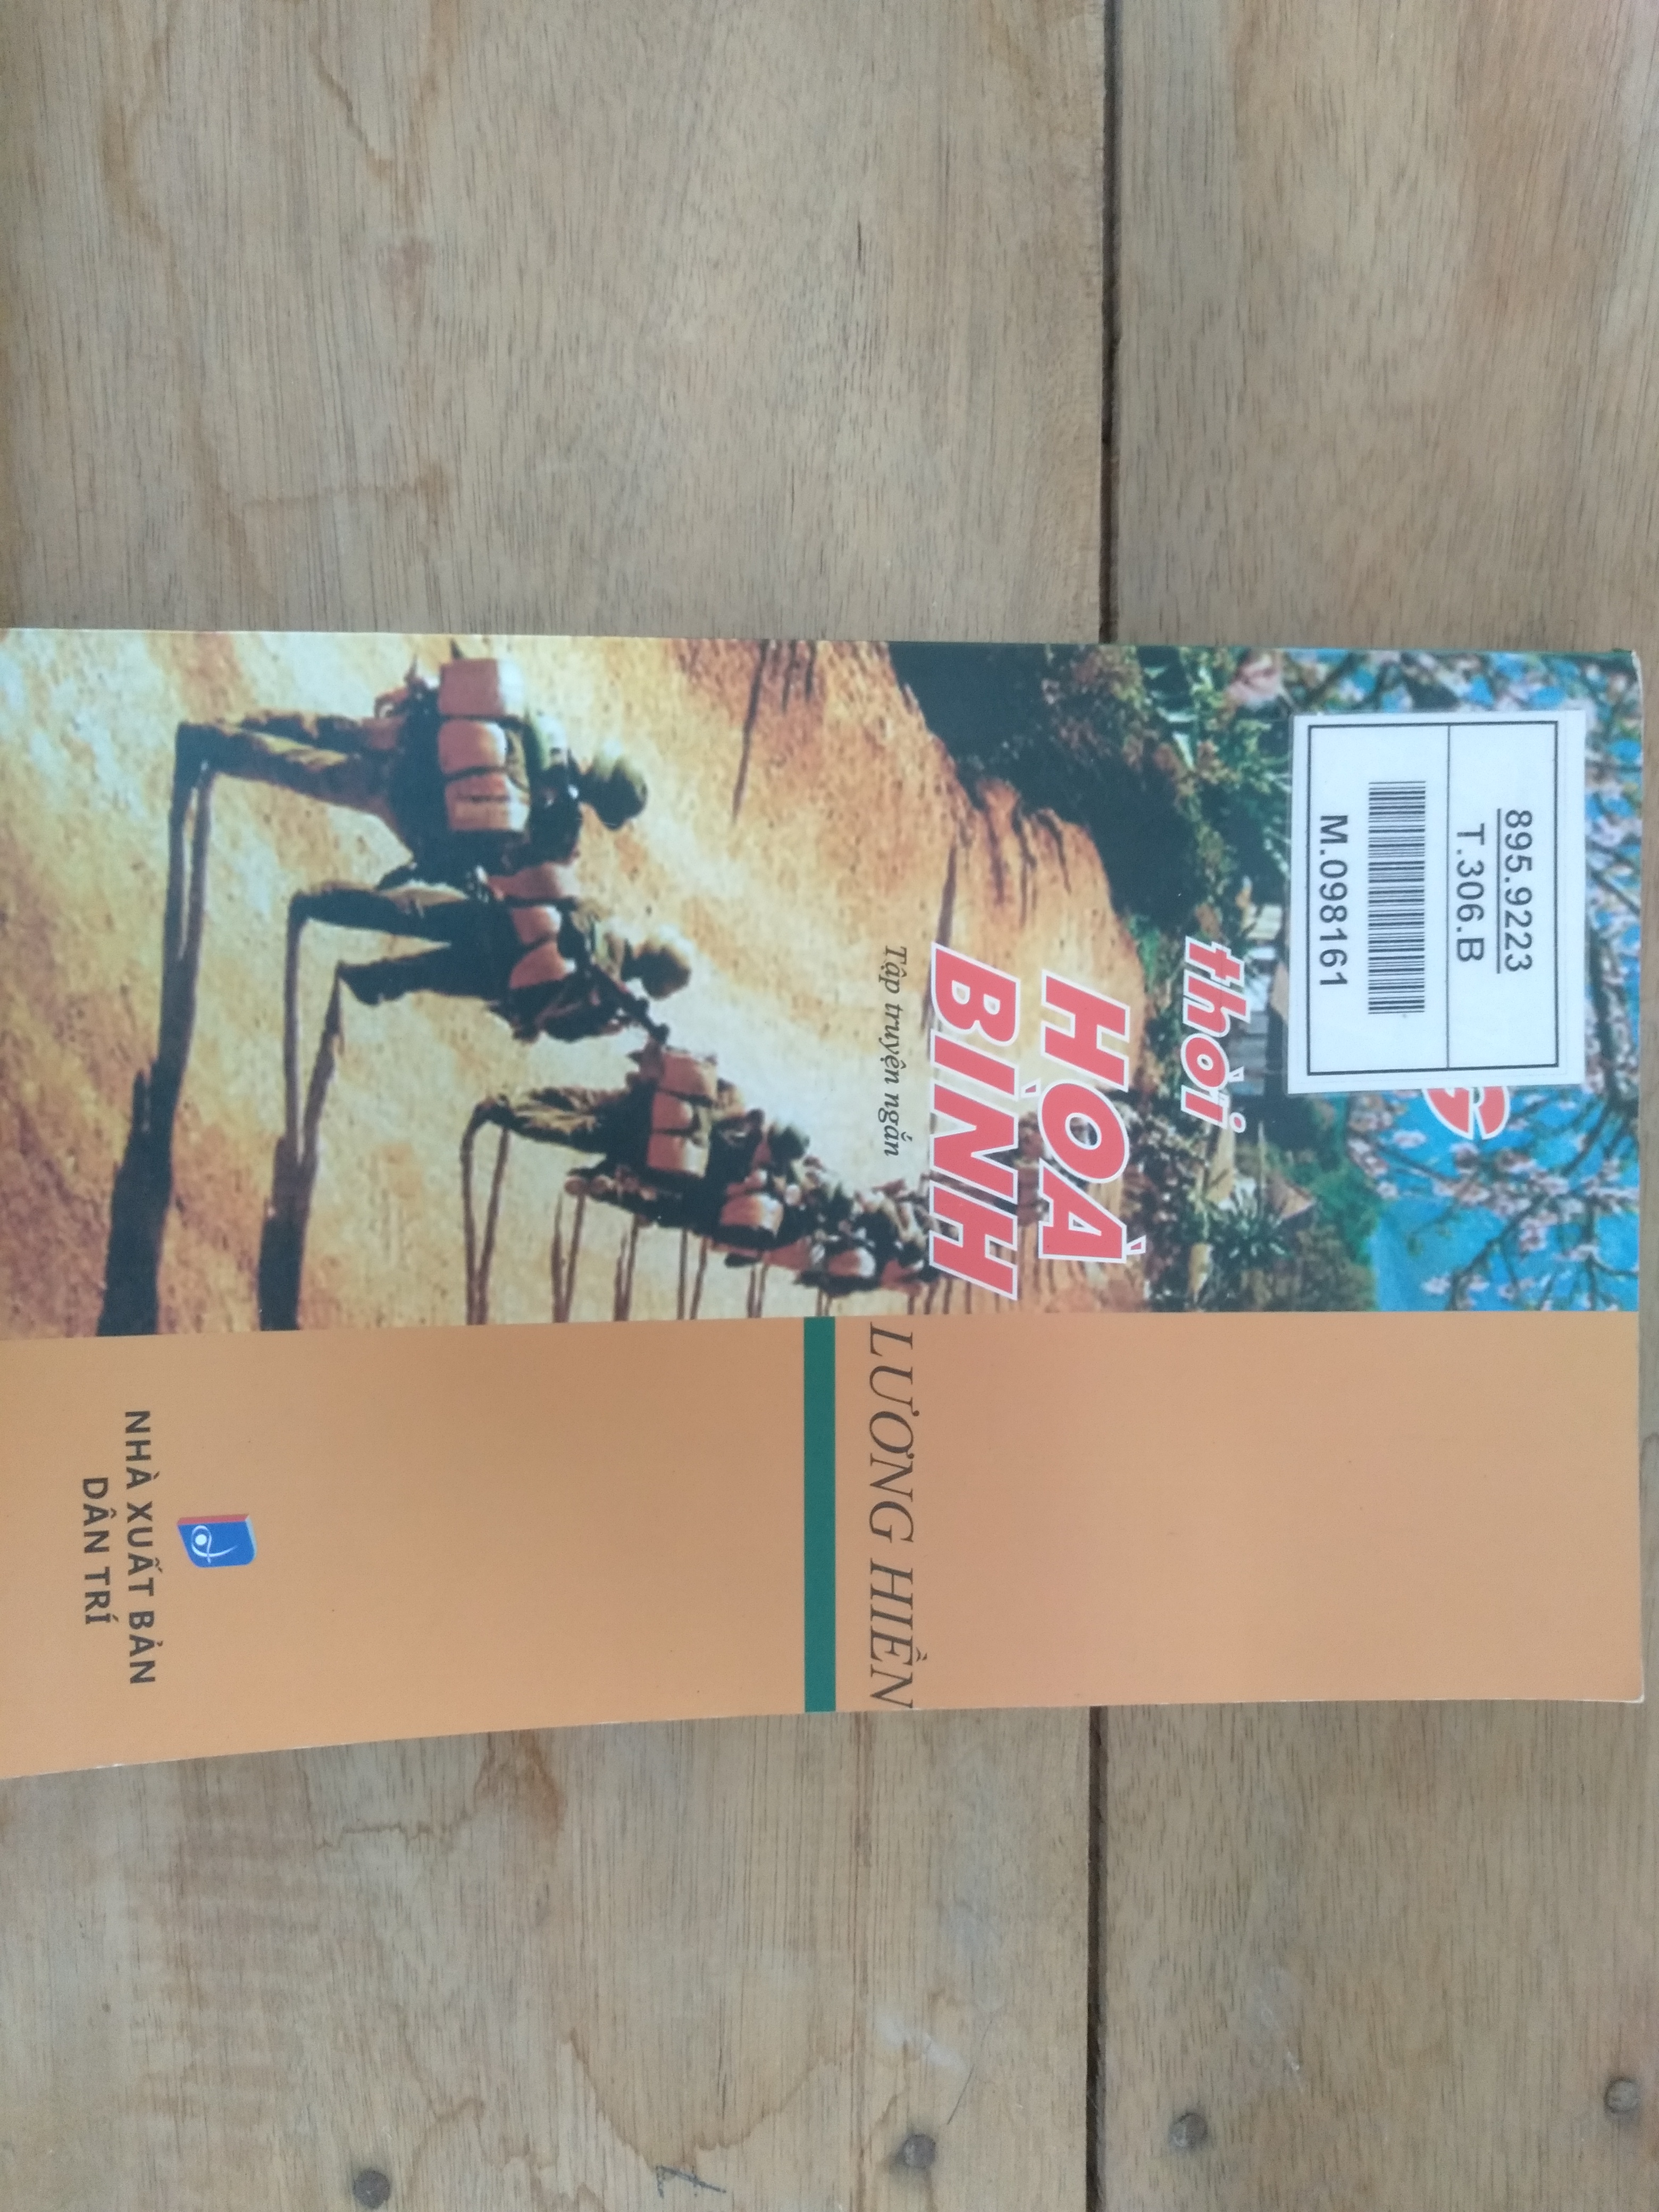 895.9223
T.306.B
M.098161
G
thời
HOÀ
BÌNH
Tập truyện ngắn
LƯƠNG HIỀN
NHÀ XUẤT BẢN
DÂN TRÍ